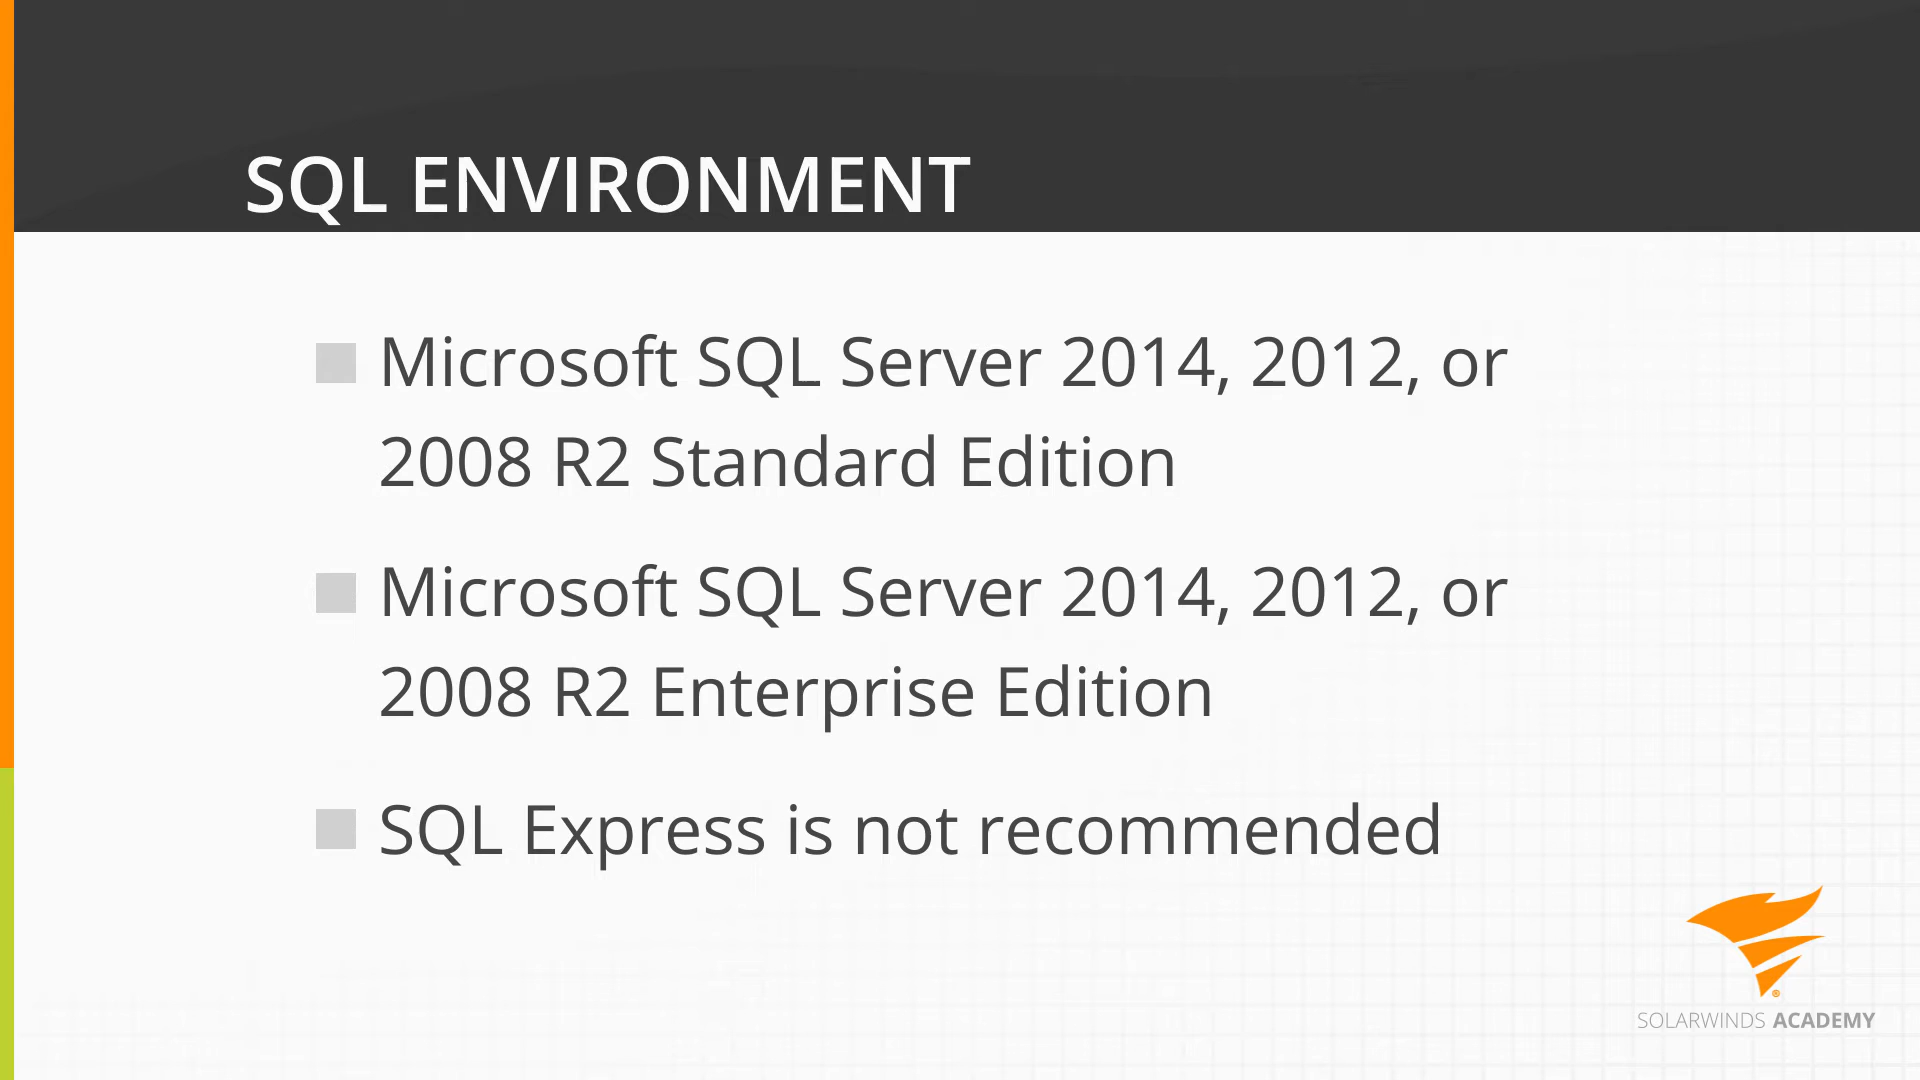 SQL ENVIRONMENT
Microsoft SQL Server 2014, 2012, or
2008 R2 Standard Edition
Microsoft SQL Server 2014, 2012, or
2008 R2 Enterprise Edition
SQL Express is not recommended
®
SOLARWINDS ACADEMY